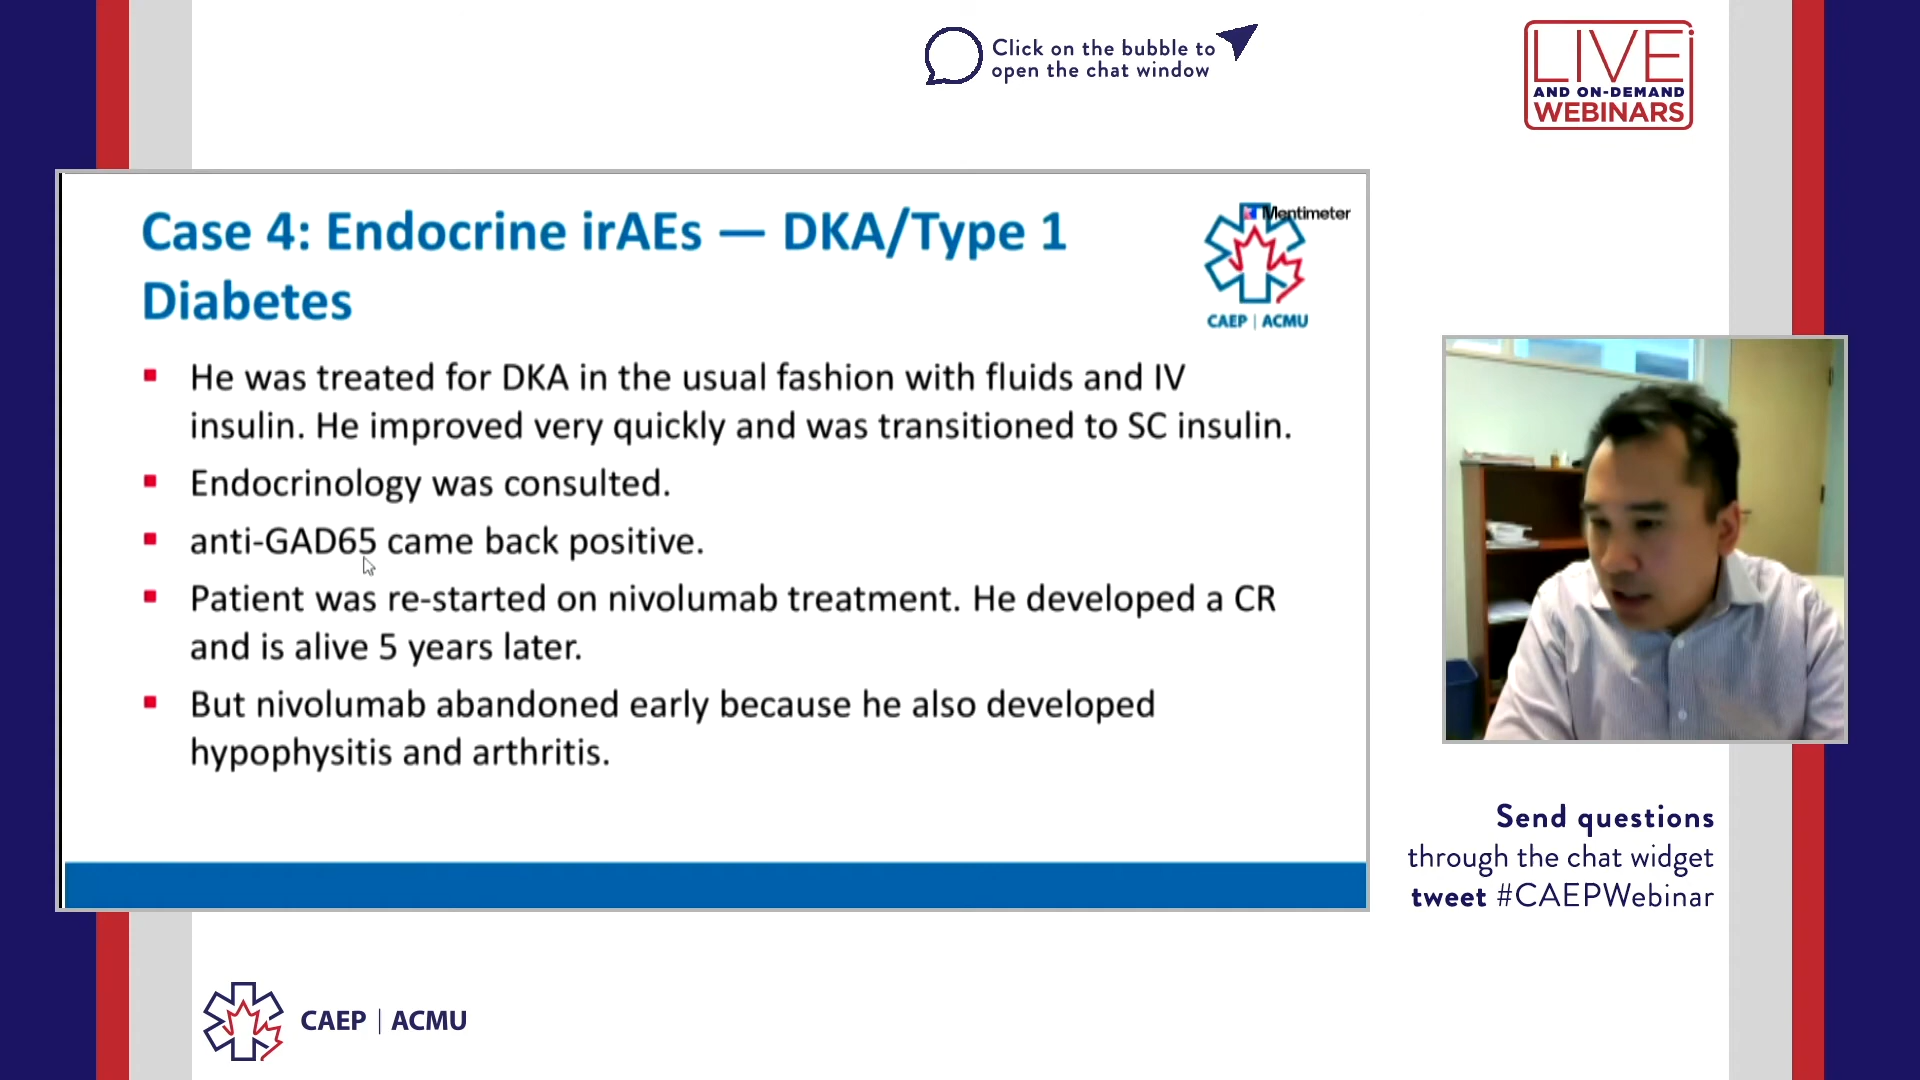 Click on the bubble to
open the chat window
LIVE
AND ON-DEMAND
WEBINARS
Mentimeter
Case 4: Endocrine irAEs — DKA/Type 1
Diabetes
CAEP | ACMU
He was treated for DKA in the usual fashion with fluids and IV
insulin. He improved very quickly and was transitioned to SC insulin.
Endocrinology was consulted.
anti-GAD65 came back positive.
Patient was re-started on nivolumab treatment. He developed a CR
and is alive 5 years later.
But nivolumab abandoned early because he also developed
hypophysitis and arthritis.
Send questions
through the chat widget
tweet #CAEPWebinar
CAEP | ACMU